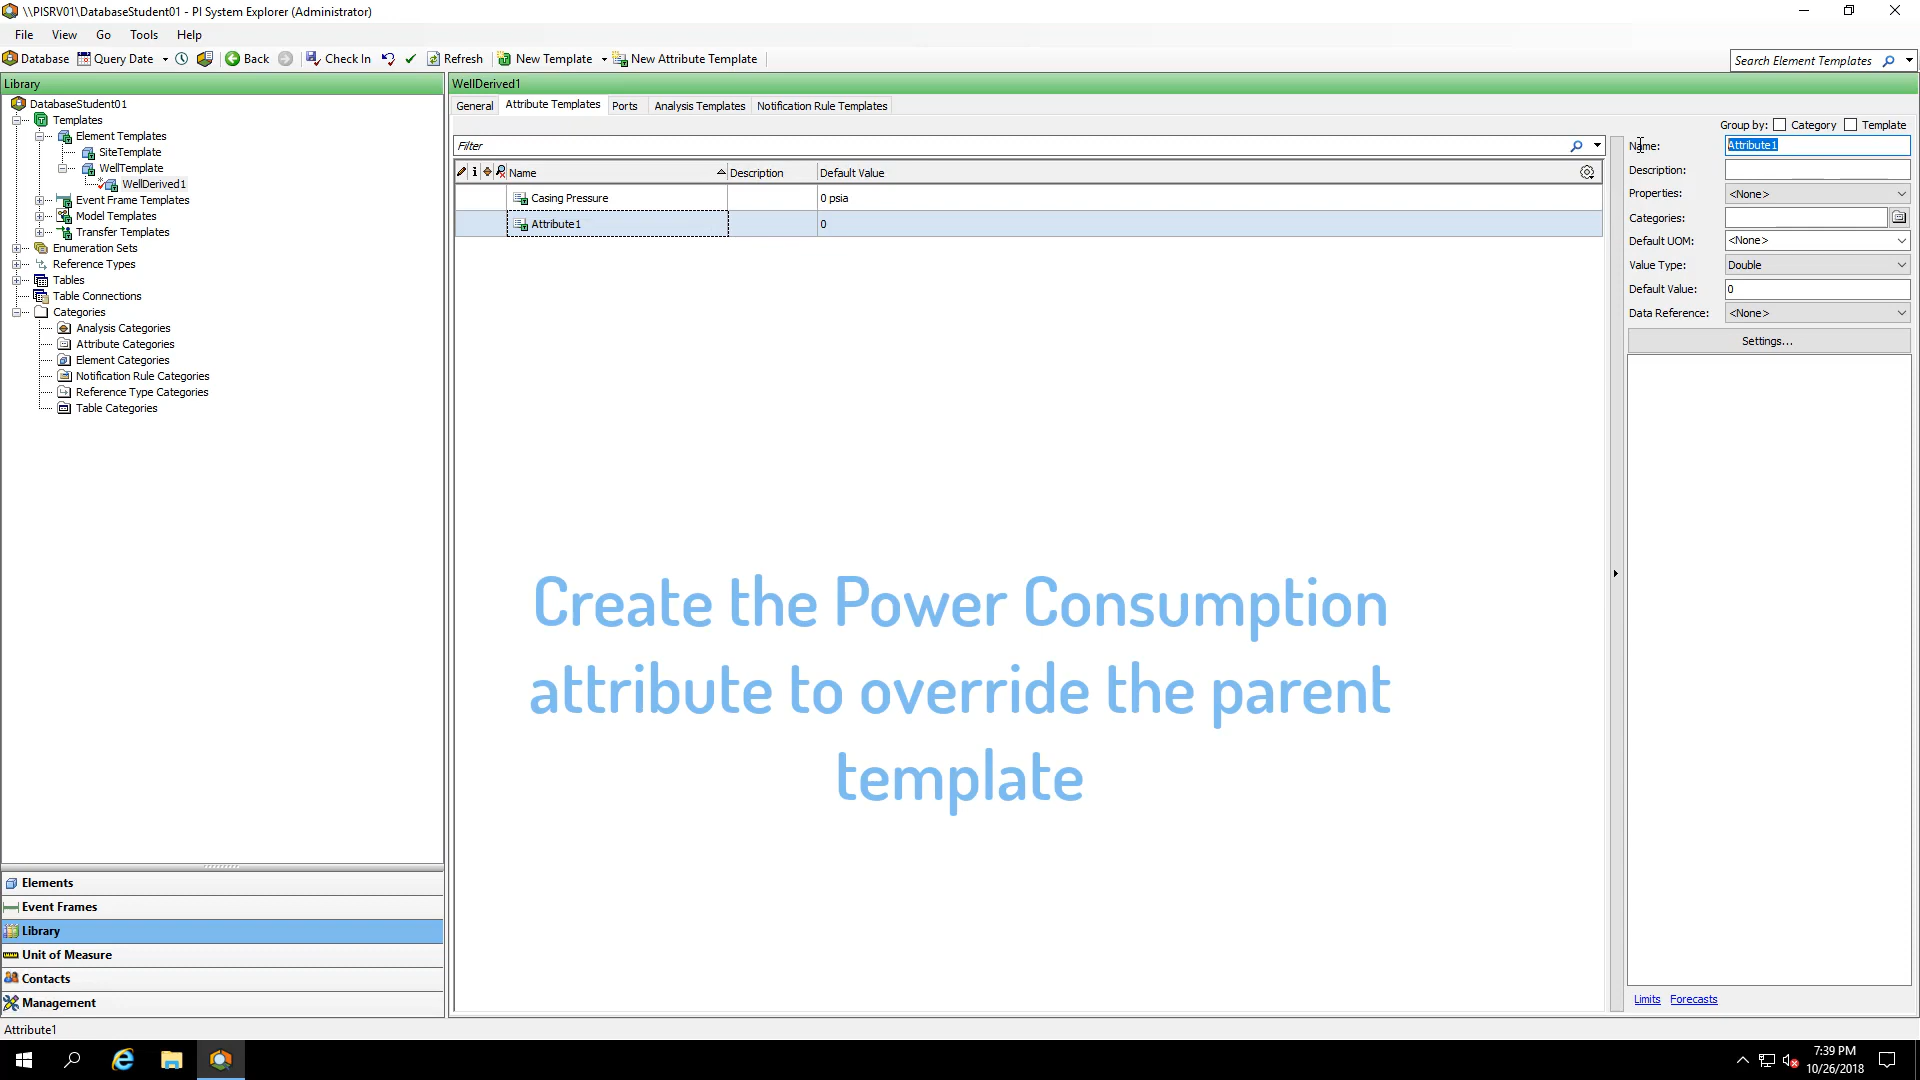 \\PISRV01\DatabaseStudent01 - PI System Explorer (Administrator)
File View Go Tools Help
Database Query Date Back Check In Refresh New Template New Attribute Template Search Element Templates
Library
DatabaseStudent01
Templates
Element Templates
SiteTemplate
WellTemplate
WellDerived1
Event Frame Templates
Model Templates
Transfer Templates
Enumeration Sets
Reference Types
Tables
Table Connections
Categories
Analysis Categories
Attribute Categories
Element Categories
Notification Rule Categories
Reference Type Categories
Table Categories
Elements
Event Frames
Library
Unit of Measure
Contacts
Management
WellDerived1
General Attribute Templates Ports Analysis Templates Notification Rule Templates
Group by: Category Template
Filter
Name Description Default Value
Casing Pressure 0 psia
Attribute1 0
Name: Attribute1
Description:
Properties: <None>
Categories:
Default UOM: <None>
Value Type: Double
Default Value: 0
Data Reference: <None>
Settings...
Create the Power Consumption
attribute to override the parent
template
Limits Forecasts
Attribute1
7:39 PM
10/26/2018